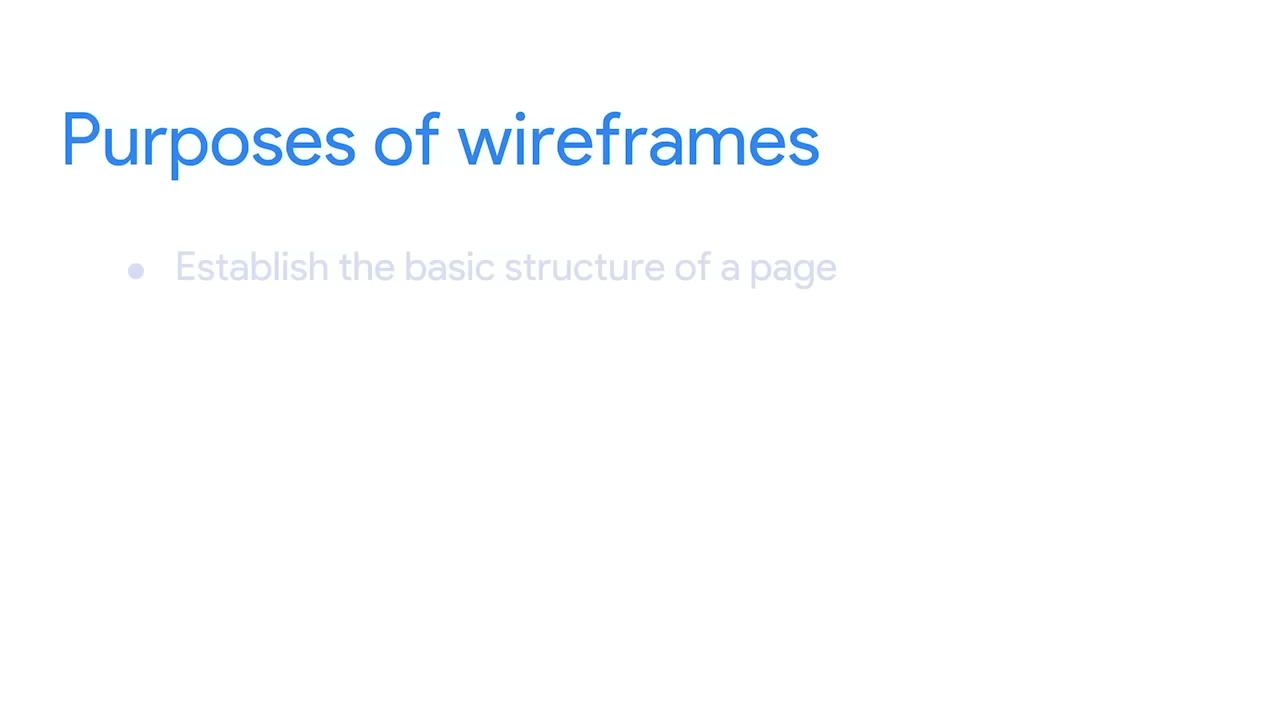 Purposes of wireframes
● Establish the basic structure of a page